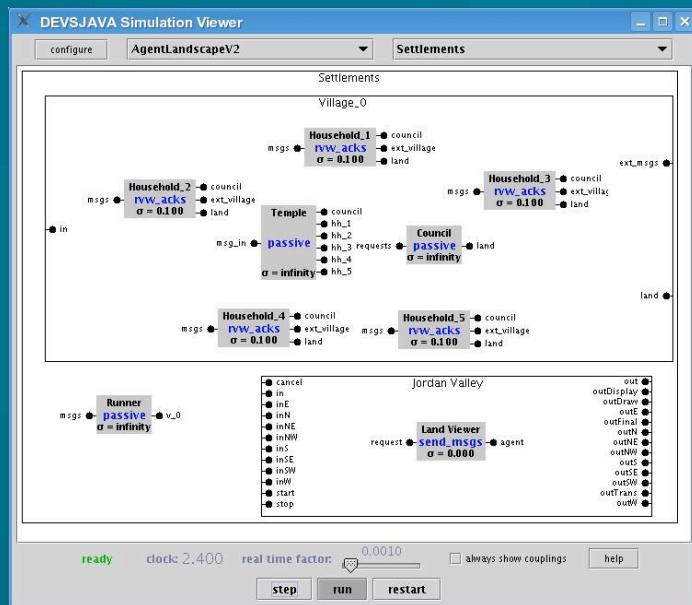 DEVSJAVA Simulation Viewer
configure AgentLandscapeV2 Settlements
Settlements
Village_0
Household_1
msgs rvw_acks council
ext_village
σ = 0.100 land
ext_msgs
Household_2
msgs rvw_acks council
ext_village
σ = 0.100 land
Household_3
msgs rvw_acks council
ext_villag
σ = 0.100 land
in
Temple
msg_in passive
σ = infinity
council
hh_1
hh_2
hh_3
hh_4
hh_5
Council
requests passive land
σ = infinity
land
Household_4
msgs rvw_acks council
ext_village
σ = 0.100 land
Household_5
msgs rvw_acks council
ext_village
σ = 0.100 land
Runner
msgs passive v_0
σ = infinity
Jordan Valley
cancel
in
inE
inN
inNE
inNW
inS
inSE
inSW
inW
start
stop
Land Viewer
request send_msgs agent
σ = 0.000
out
outDisplay
outDraw
outE
outFinal
outN
outNE
outNW
outS
outSE
outSW
outTrans
outW
ready clock: 2.400 real time factor: 0.0010 always show couplings help
step run restart